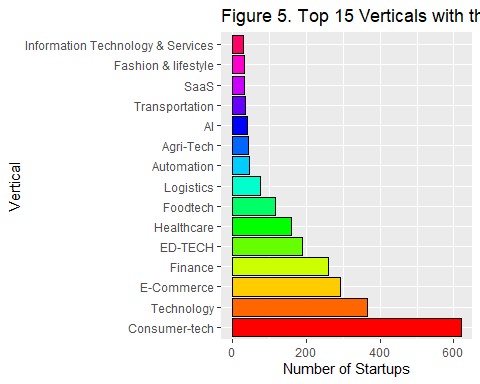 Figure 5. Top 15 Verticals with th
Information Technology & Services
Fashion & lifestyle
SaaS
Transportation
AI
Agri-Tech
Automation
Logistics
Foodtech
Healthcare
ED-TECH
Finance
E-Commerce
Technology
Consumer-tech
Vertical
0 200 400 600
Number of Startups